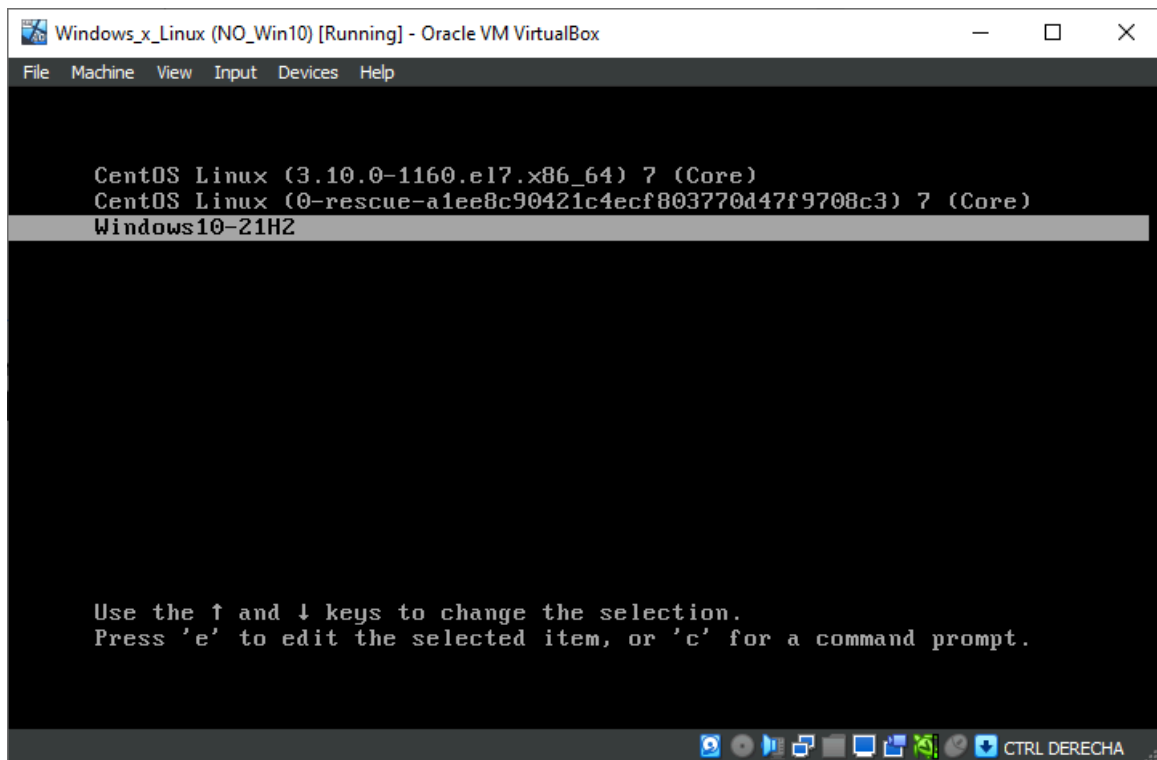 Windows_x_Linux (NO_Win10) [Running] - Oracle VM VirtualBox
File Machine View Input Devices Help
CentOS Linux (3.10.0-1160.el7.x86_64) 7 (Core)
CentOS Linux (0-rescue-a1ee8c90421c4ecf803770d47f9708c3) 7 (Core)
Windows10-21H2
Use the ↑ and ↓ keys to change the selection.
Press 'e' to edit the selected item, or 'c' for a command prompt.
CTRL DERECHA